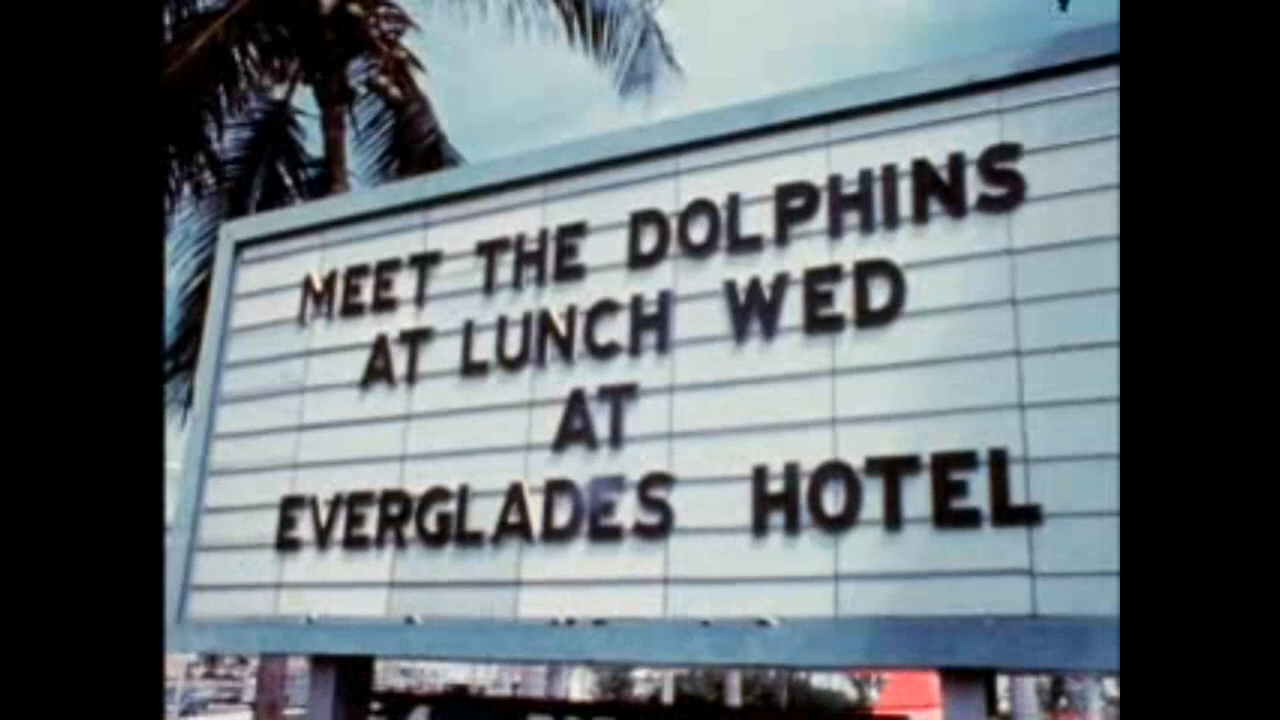 MEET THE DOLPHINS
AT LUNCH WED
AT
EVERGLADES HOTEL